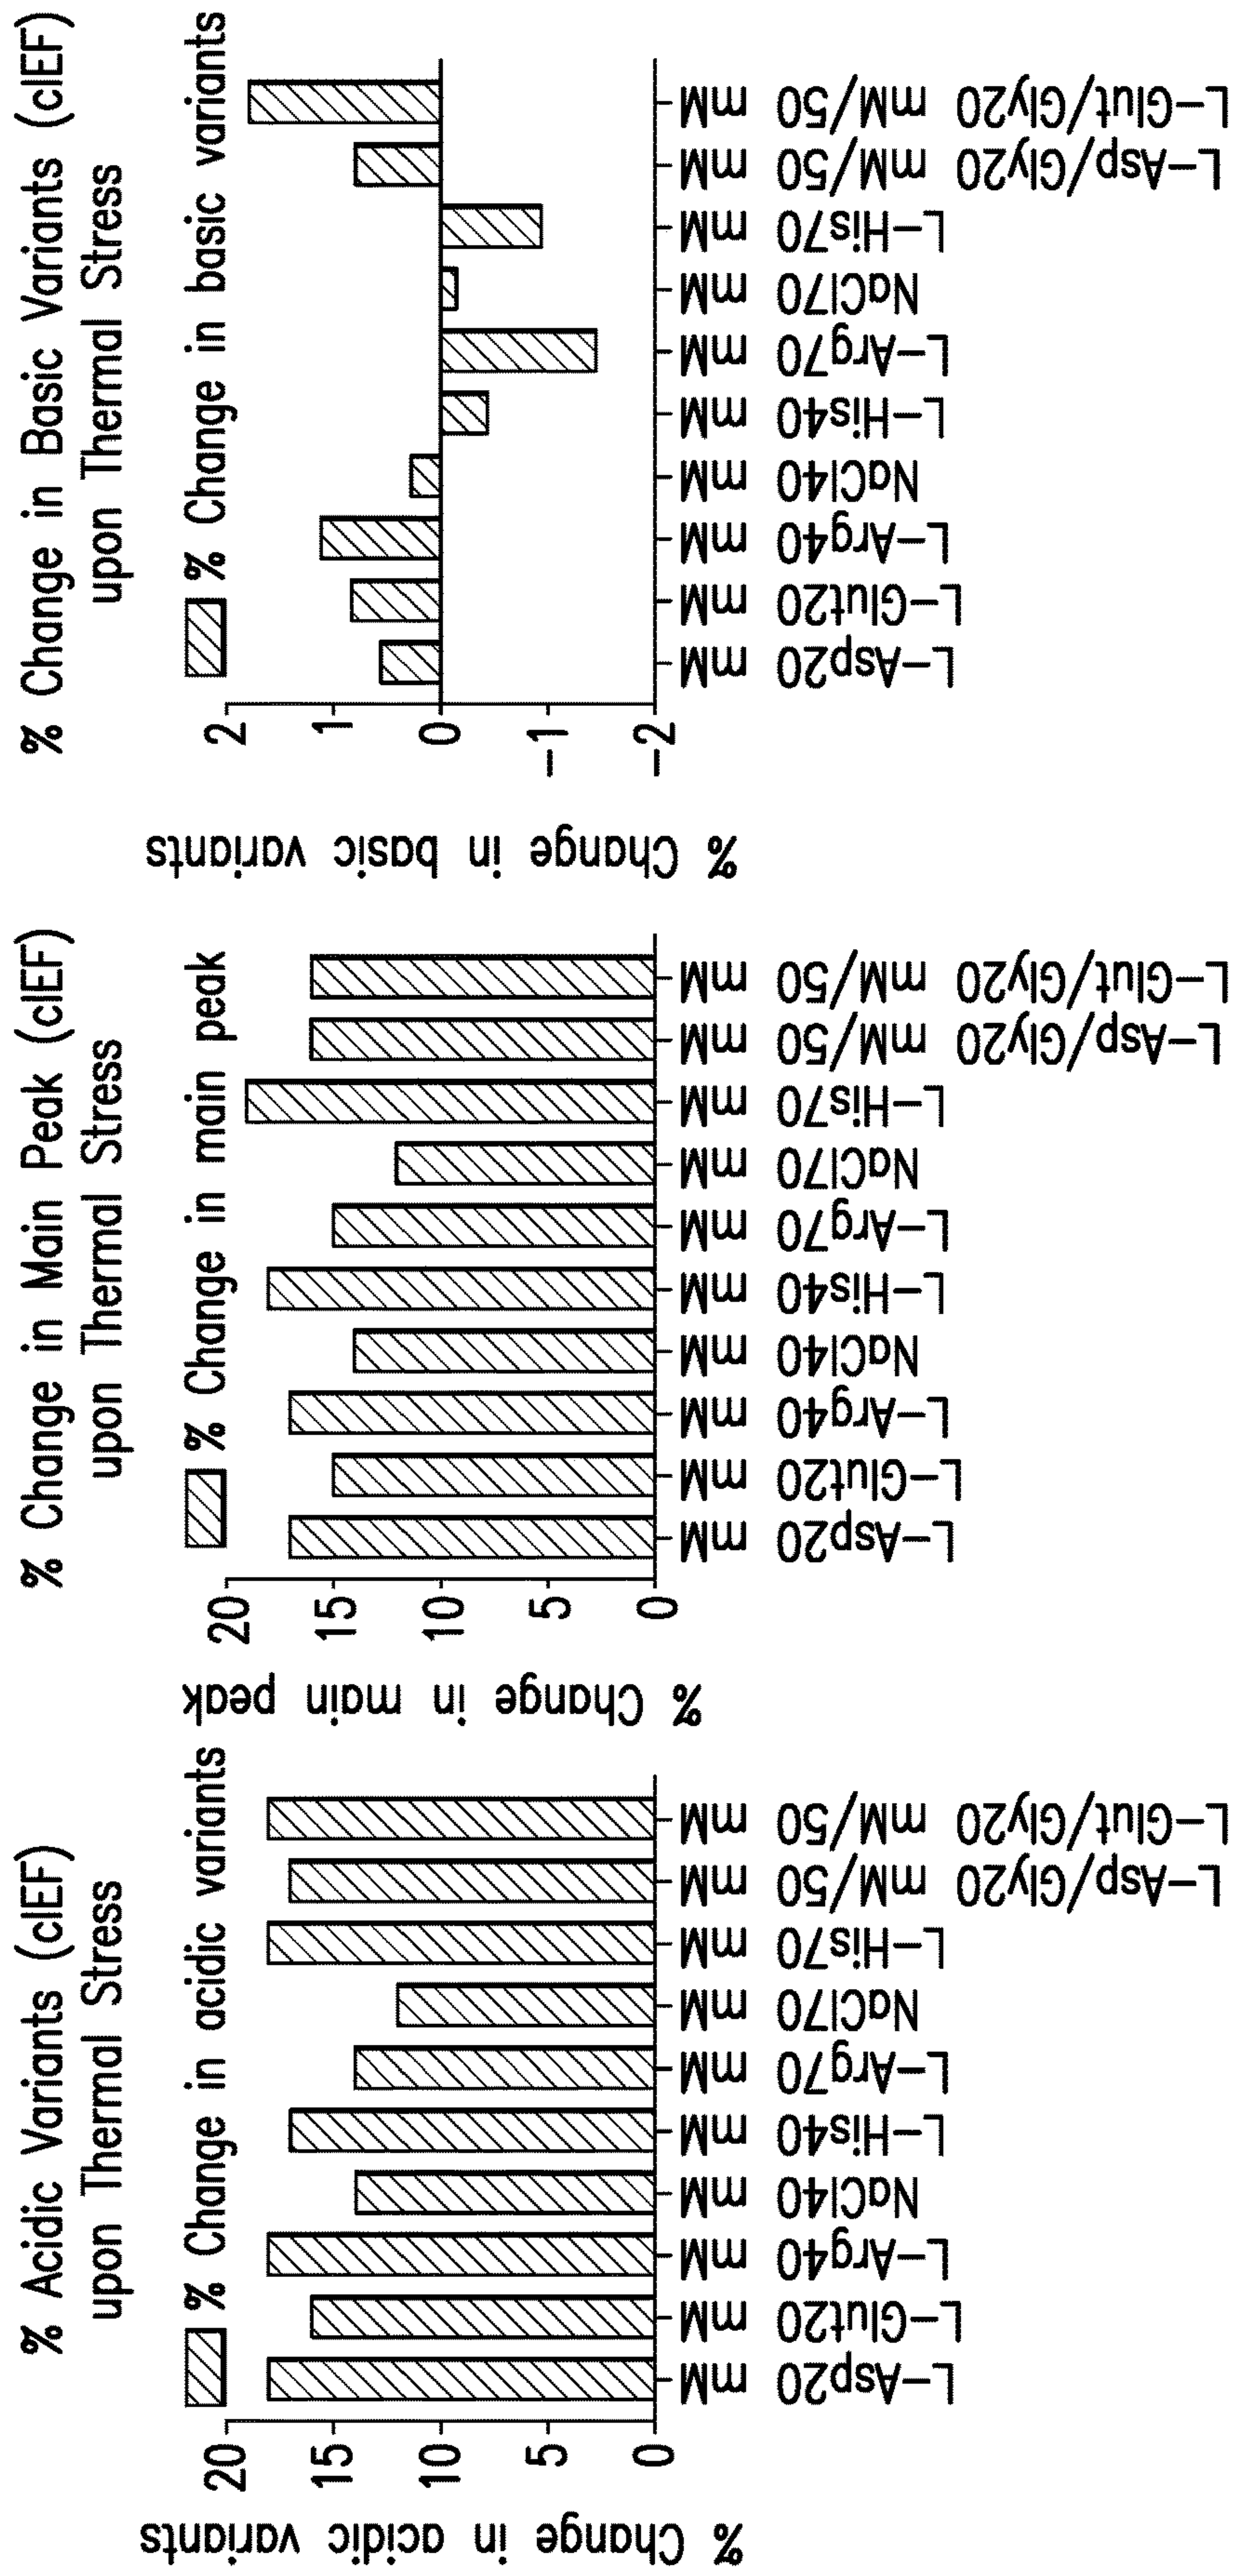 % Acidic Variants (cIEF)
upon Thermal Stress
% Change in acidic variants
% Change in acidic variants
20
15
10
5
0
L-Asp20 mM
L-Glut20 mM
L-Arg40 mM
NaCl40 mM
L-His40 mM
L-Arg70 mM
NaCl70 mM
L-His70 mM
L-Asp/Gly20 mM/50 mM
L-Glut/Gly20 mM/50 mM
% Change in Main Peak (cIEF)
upon Thermal Stress
% Change in main peak
% Change in main peak
20
15
10
5
0
L-Asp20 mM
L-Glut20 mM
L-Arg40 mM
NaCl40 mM
L-His40 mM
L-Arg70 mM
NaCl70 mM
L-His70 mM
L-Asp/Gly20 mM/50 mM
L-Glut/Gly20 mM/50 mM
% Change in Basic Variants (cIEF)
upon Thermal Stress
% Change in basic variants
% Change in basic variants
2
1
0
-1
-2
L-Asp20 mM
L-Glut20 mM
L-Arg40 mM
NaCl40 mM
L-His40 mM
L-Arg70 mM
NaCl70 mM
L-His70 mM
L-Asp/Gly20 mM/50 mM
L-Glut/Gly20 mM/50 mM